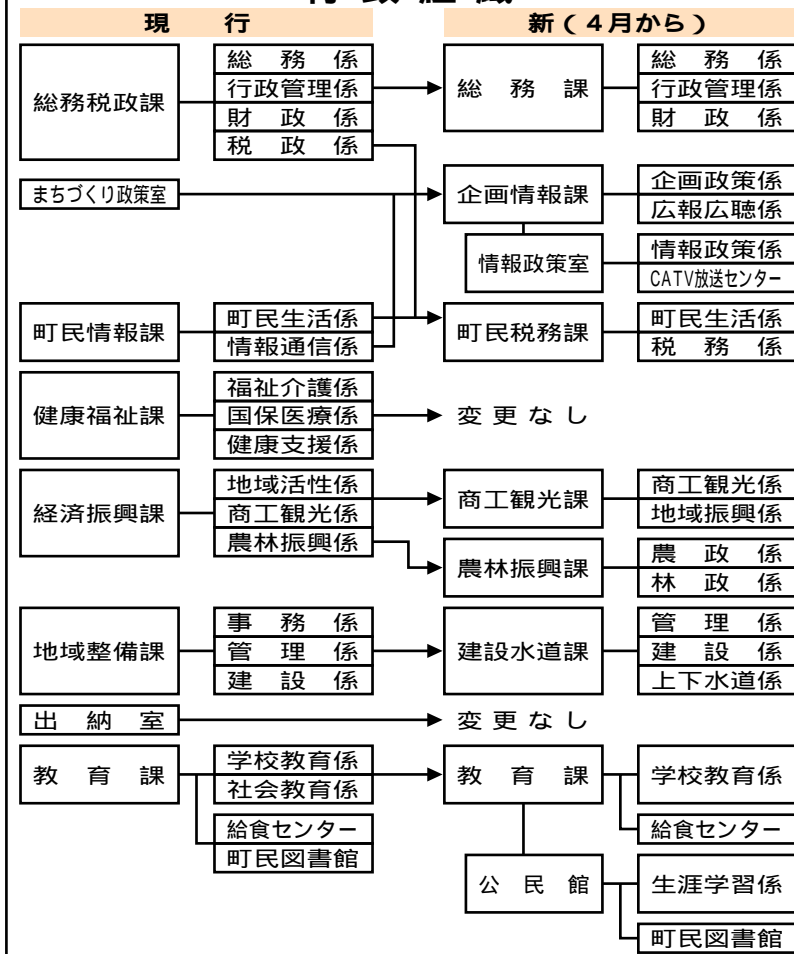 現 行 新(4月から)
総務係 総務係
総務税政課 行政管理係 総務課 行政管理係
財政係 財政係
税政係
まちづくり政策室 企画情報課 企画政策係
広報広聴係
情報政策室 情報政策係
CATV放送センター
町民情報課 町民生活係 町民税務課 町民生活係
情報通信係 税務係
福祉介護係
健康福祉課 国保医療係 変更なし
健康支援係
地域活性係 商工観光課 商工観光係
経済振興課 商工観光係 地域振興係
農林振興係 農林振興課 農政係
林政係
事務係 管理係
地域整備課 管理係 建設水道課 建設係
建設係 上下水道係
出納室 変更なし
教育課 学校教育係 教育課 学校教育係
社会教育係
給食センター 給食センター
町民図書館
公民館 生涯学習係
町民図書館